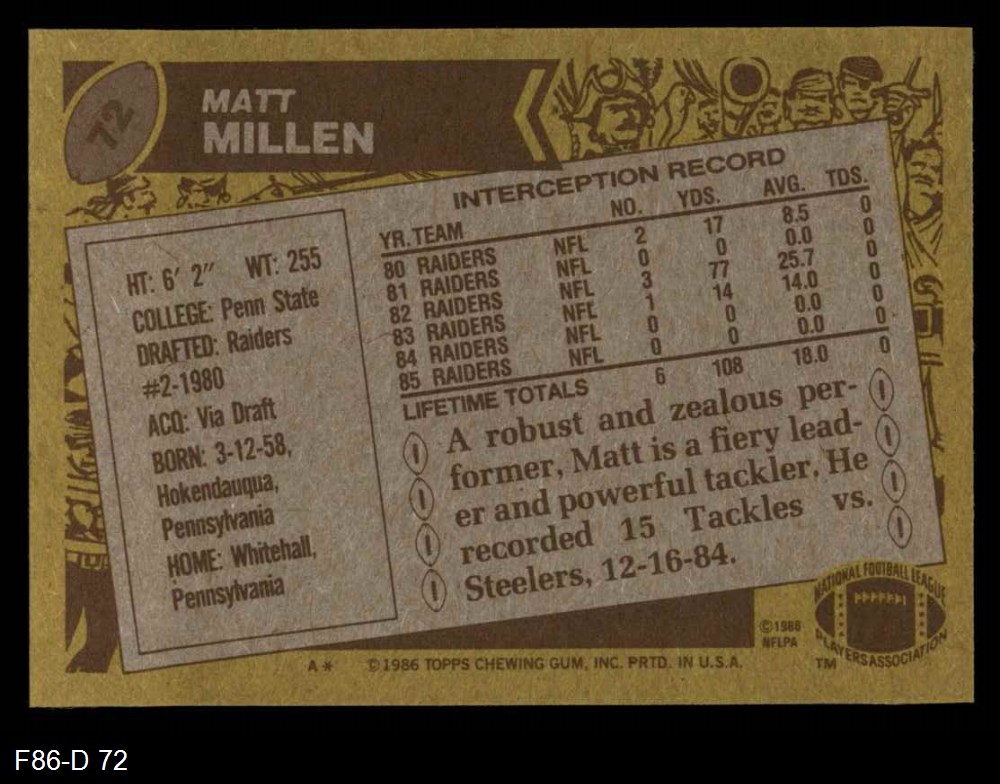 72
MATT
MILLEN
INTERCEPTION RECORD
YR. TEAM NO. YDS. AVG. TDS.
80 RAIDERS NFL 2 17 8.5 0
81 RAIDERS NFL 0 0 0.0 0
82 RAIDERS NFL 3 77 25.7 0
83 RAIDERS NFL 1 14 14.0 0
84 RAIDERS NFL 0 0 0.0 0
85 RAIDERS NFL 0 0 0.0 0
LIFETIME TOTALS 6 108 18.0 0
HT: 6' 2" WT: 255
COLLEGE: Penn State
DRAFTED: Raiders
#2-1980
ACQ: Via Draft
BORN: 3-12-58,
Hokendauqua,
Pennsylvania
HOME: Whitehall,
Pennsylvania
A robust and zealous per-
former, Matt is a fiery lead-
er and powerful tackler. He
recorded 15 Tackles vs.
Steelers, 12-16-84.
©1986
NFLPA
NATIONAL FOOTBALL LEAGUE
PLAYERS ASSOCIATION
TM
A* ©1986 TOPPS CHEWING GUM, INC. PRTD. IN U.S.A.
F86-D 72